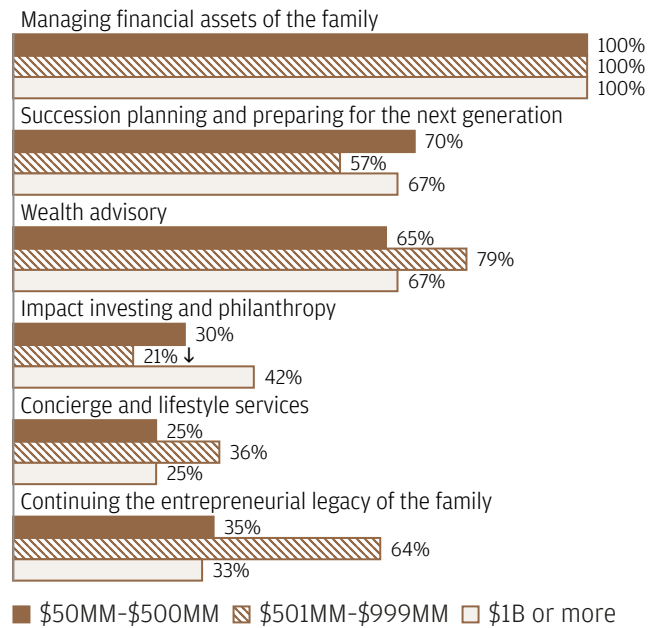 Managing financial assets of the family
100%
100%
100%
Succession planning and preparing for the next generation
70%
57%
67%
Wealth advisory
65%
79%
67%
Impact investing and philanthropy
30%
21% ↓
42%
Concierge and lifestyle services
25%
36%
25%
Continuing the entrepreneurial legacy of the family
35%
64%
33%
$50MM–$500MM $501MM–$999MM $1B or more